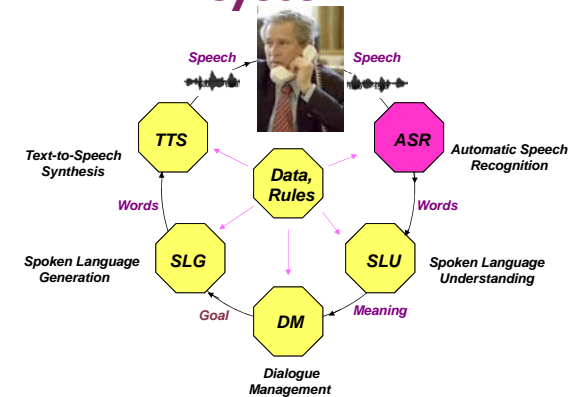 Speech
Speech
TTS
ASR
Text-to-Speech
Synthesis
Automatic Speech
Recognition
Data,
Rules
Words
Words
Spoken Language
Generation
SLG
SLU
Spoken Language
Understanding
Goal
Meaning
DM
Dialogue
Management